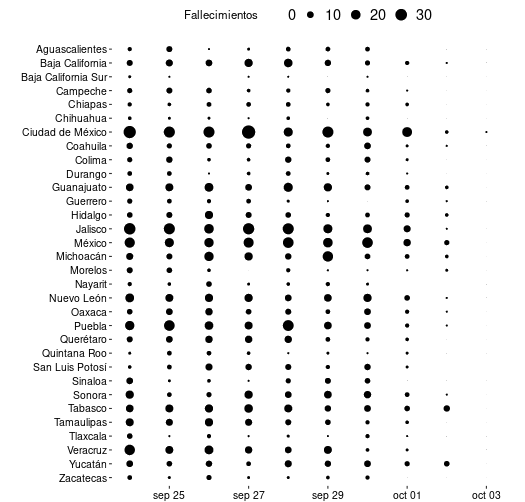 Fallecimientos 0 10 20 30
Aguascalientes
Baja California
Baja California Sur
Campeche
Chiapas
Chihuahua
Ciudad de México
Coahuila
Colima
Durango
Guanajuato
Guerrero
Hidalgo
Jalisco
México
Michoacán
Morelos
Nayarit
Nuevo León
Oaxaca
Puebla
Querétaro
Quintana Roo
San Luis Potosí
Sinaloa
Sonora
Tabasco
Tamaulipas
Tlaxcala
Veracruz
Yucatán
Zacatecas
sep 25 sep 27 sep 29 oct 01 oct 03